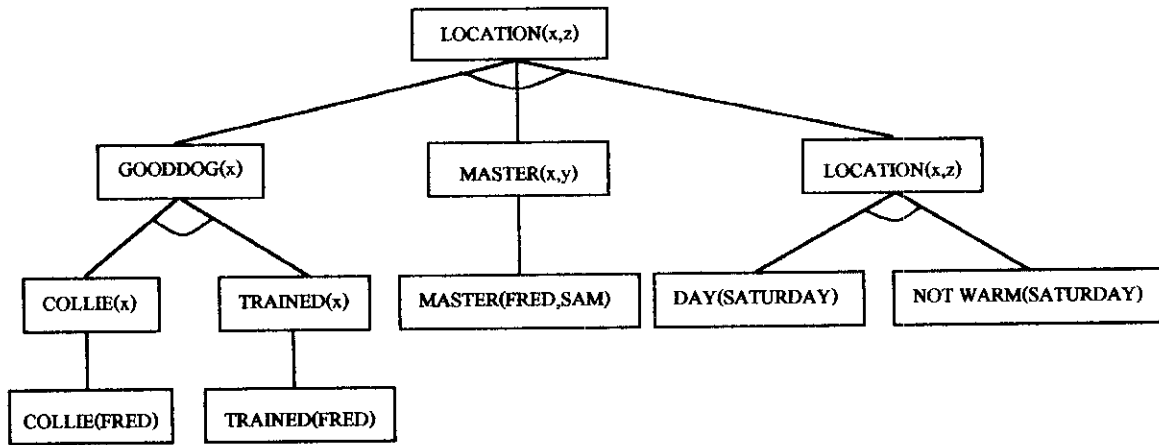 LOCATION(x,z)
GOODDOG(x)
MASTER(x,y)
LOCATION(x,z)
COLLIE(x)
TRAINED(x)
MASTER(FRED,SAM)
DAY(SATURDAY)
NOT WARM(SATURDAY)
COLLIE(FRED)
TRAINED(FRED)